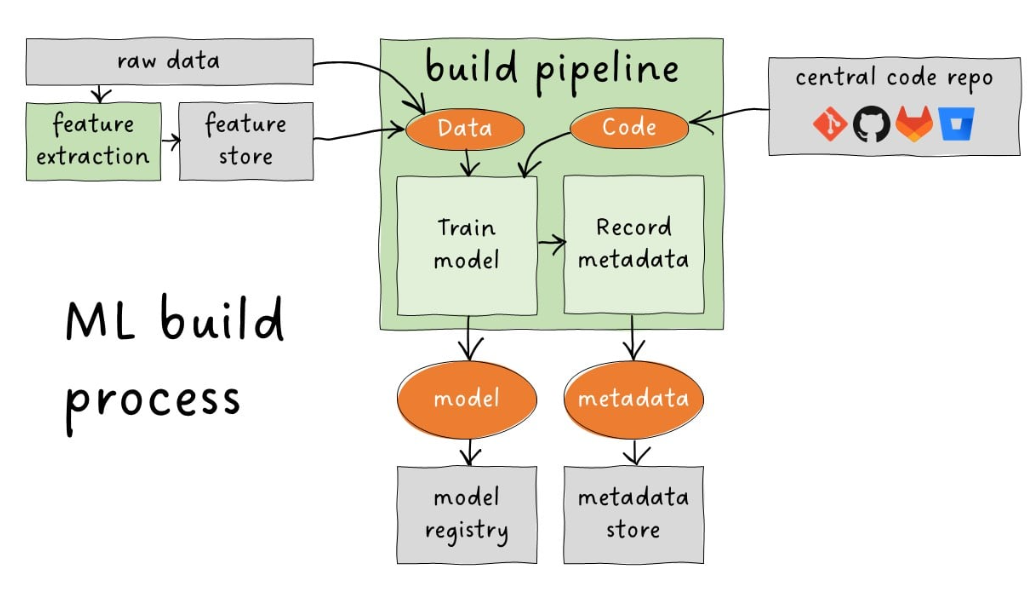 raw data
feature
extraction
feature
store
build pipeline
Data
Code
central code repo
Train
model
Record
metadata
ML build
process
model
metadata
model
registry
metadata
store